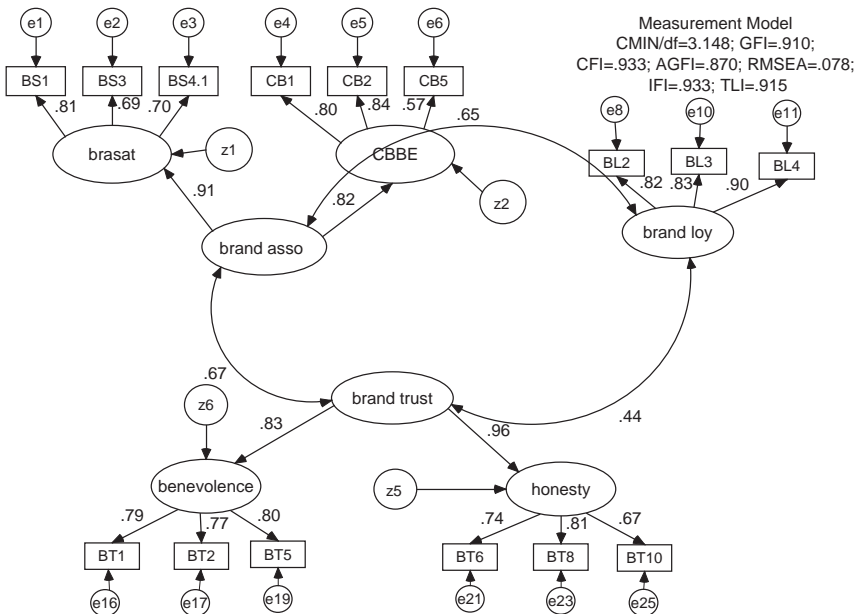 e1 e2 e3 e4 e5 e6
Measurement Model
CMIN/df=3.148; GFI=.910;
CFI=.933; AGFI=.870; RMSEA=.078;
IFI=.933; TLI=.915
BS1 BS3 BS4.1 CB1 CB2 CB5
e8 e10 e11
.81 .69 .70 .80 .84 .57 .65
BL2 BL3 BL4
brasat z1 CBBE
.82 .83 .90
.91 .82 z2
brand asso brand loy
.67 brand trust
z6 .83 .96 .44
benevolence z5 honesty
.79 .77 .80 .74 .81 .67
BT1 BT2 BT5 BT6 BT8 BT10
e16 e17 e19 e21 e23 e25